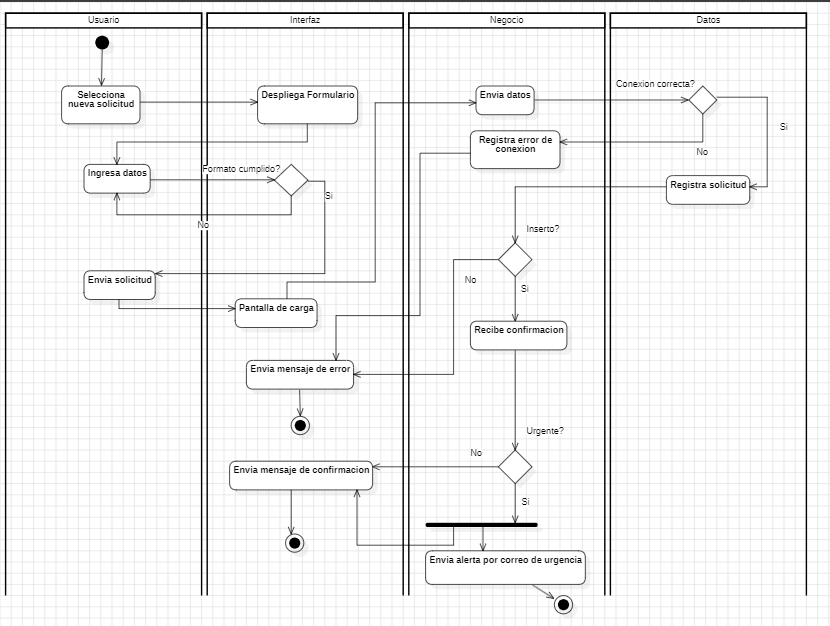 Usuario
Interfaz
Negocio
Datos
Selecciona
nueva solicitud
Despliega Formulario
Envia datos
Conexion correcta?
Si
No
Registra error de
conexion
Ingresa datos
Formato cumplido?
Si
No
Registra solicitud
Inserto?
No
Si
Envia solicitud
Pantalla de carga
Recibe confirmacion
Envia mensaje de error
Urgente?
No
Si
Envia mensaje de confirmacion
Envia alerta por correo de urgencia